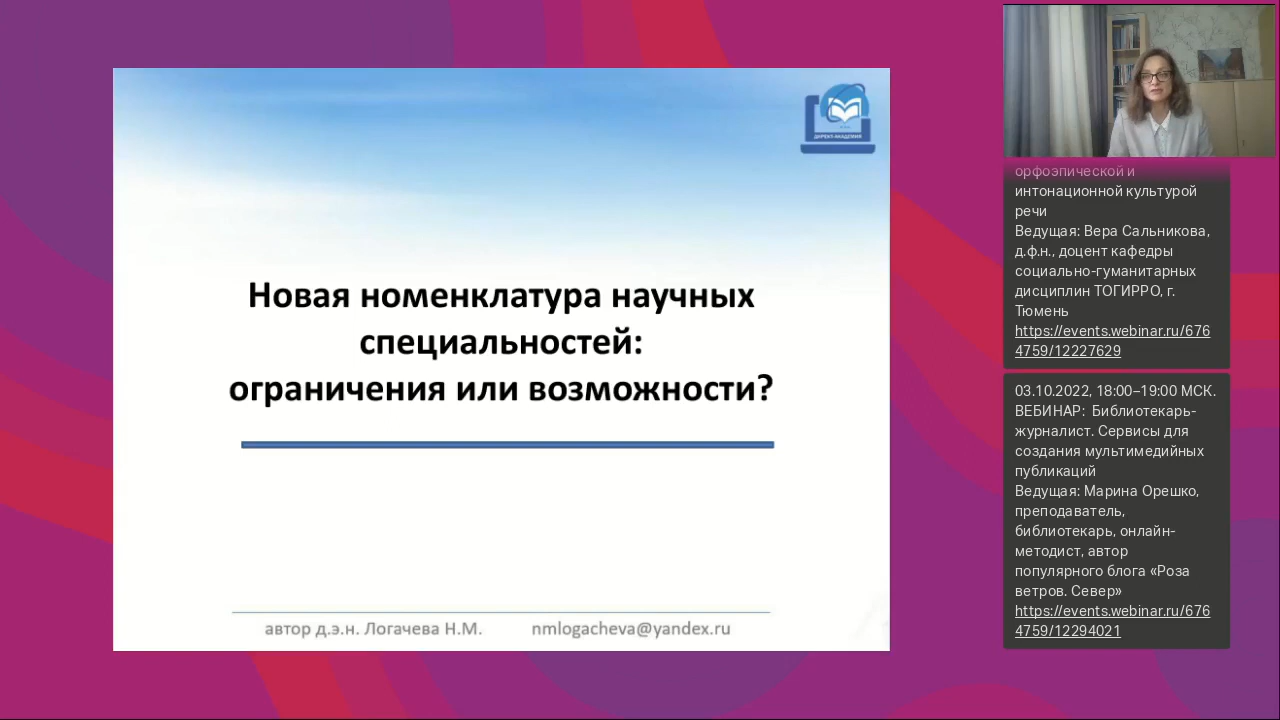 ДИРЕКТ-АКАДЕМИЯ
Новая номенклатура научных
специальностей:
ограничения или возможности?
автор д.э.н. Логачева Н.М. nmlogacheva@yandex.ru
орфоэпической и
интонационной культурой
речи
Ведущая: Вера Сальникова,
д.ф.н., доцент кафедры
социально-гуманитарных
дисциплин ТОГИРРО, г.
Тюмень
https://events.webinar.ru/676
4759/12227629
03.10.2022, 18:00–19:00 МСК.
ВЕБИНАР:  Библиотекарь-
журналист. Сервисы для
создания мультимедийных
публикаций
Ведущая: Марина Орешко,
преподаватель,
библиотекарь, онлайн-
методист, автор
популярного блога «Роза
ветров. Север»
https://events.webinar.ru/676
4759/12294021